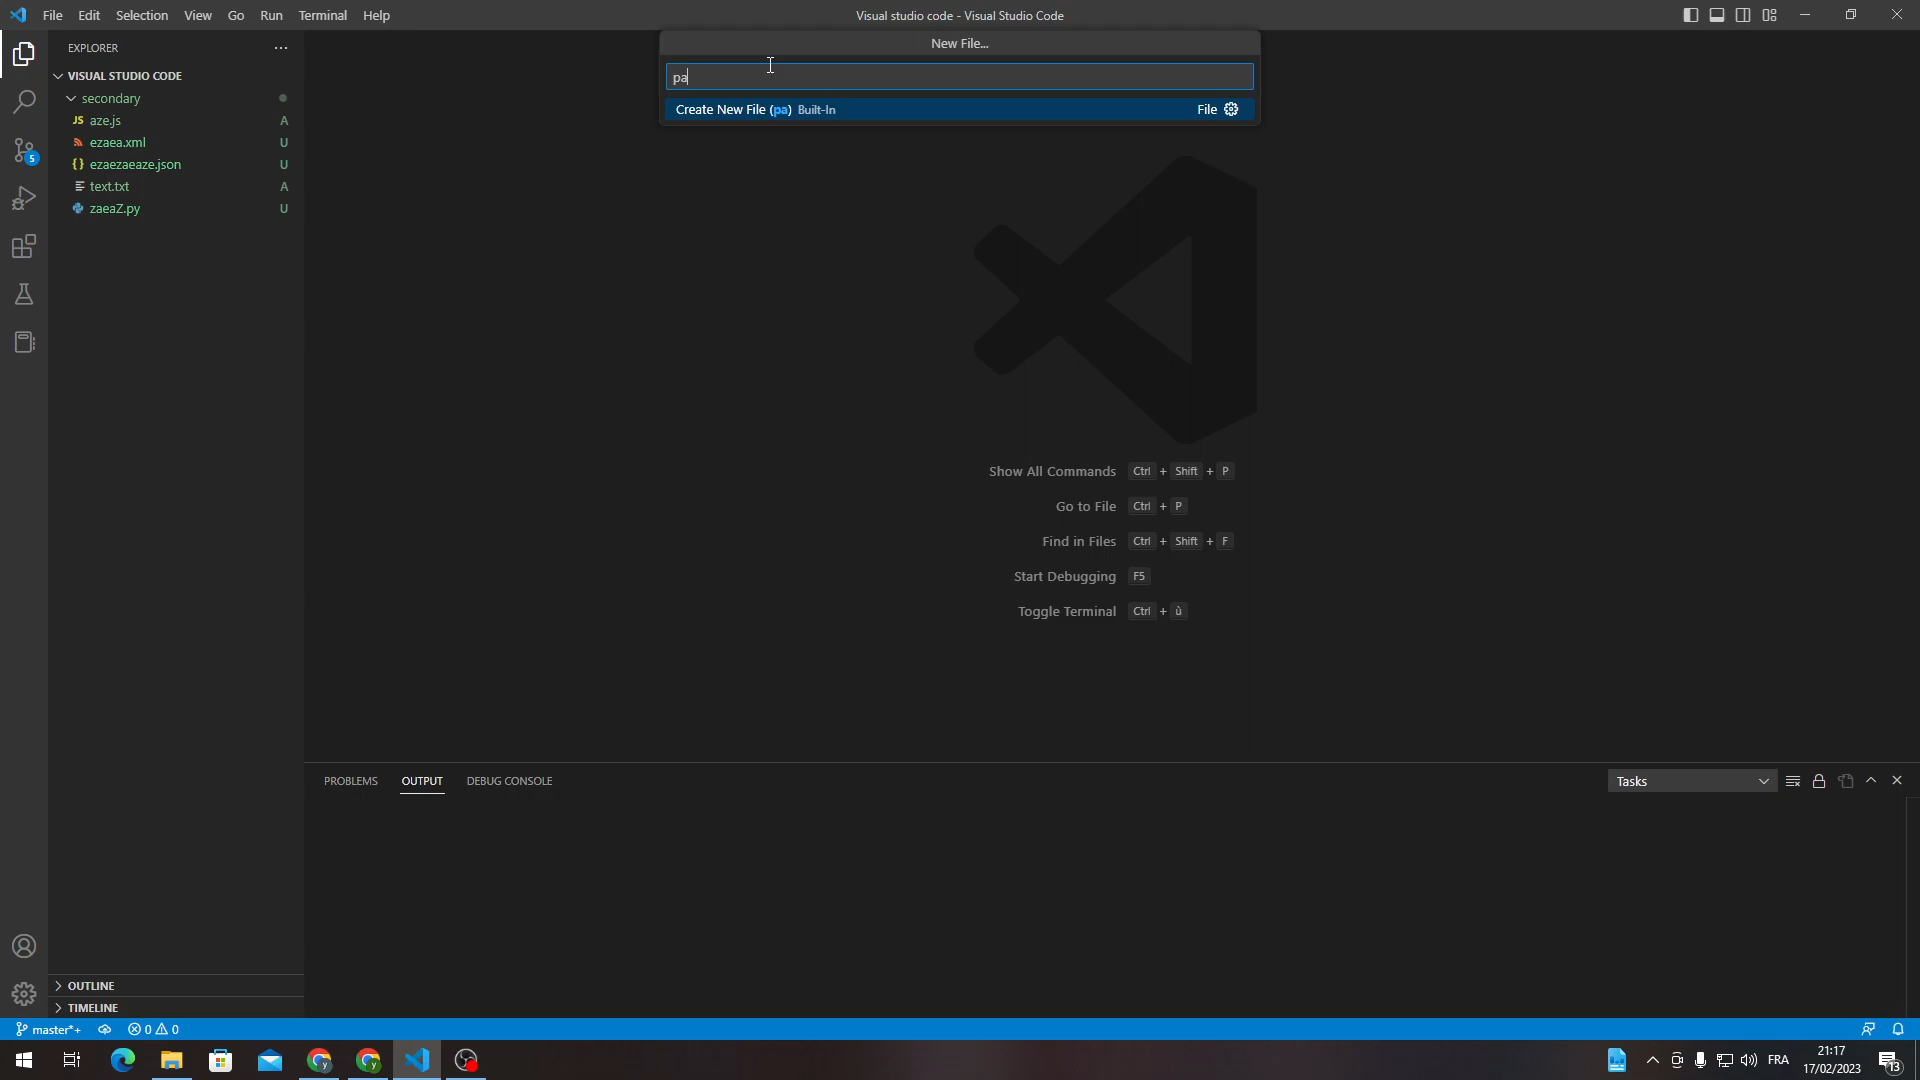 File Edit Selection View Go Run Terminal Help
Visual studio code - Visual Studio Code
EXPLORER
VISUAL STUDIO CODE
secondary
JS aze.js A
ezaea.xml U
{} ezaezaeaze.json U
text.txt A
zaeaZ.py U
5
New File...
pa
Create New File (pa) Built-In File
Show All Commands Ctrl + Shift + P
Go to File Ctrl + P
Find in Files Ctrl + Shift + F
Start Debugging F5
Toggle Terminal Ctrl + ù
PROBLEMS OUTPUT DEBUG CONSOLE Tasks
OUTLINE
TIMELINE
master*+ 0 0
FRA
21:17
17/02/2023
13